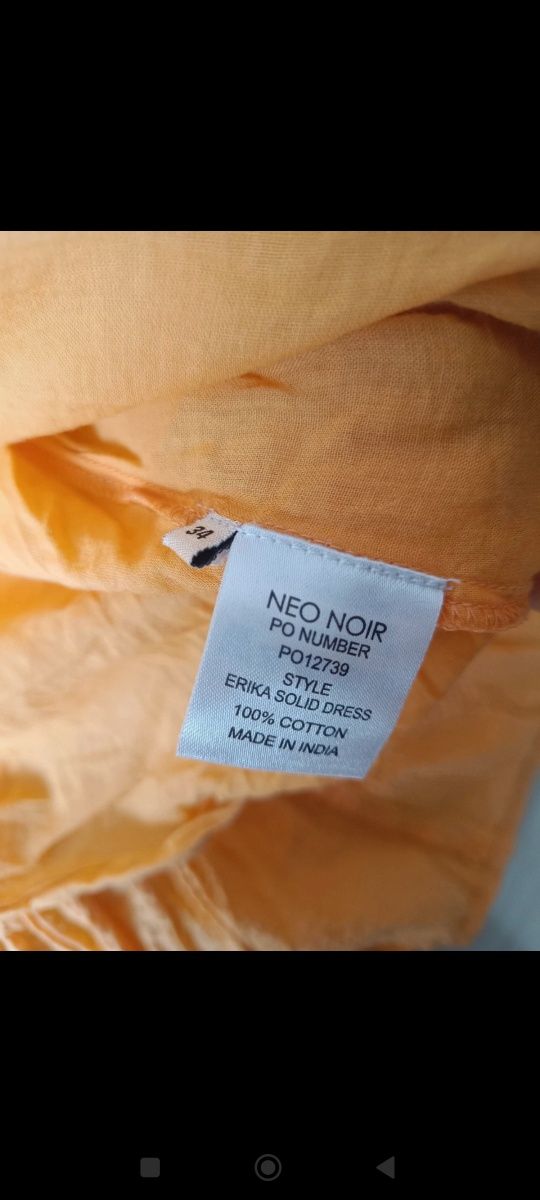 34
NEO NOIR
PO NUMBER
PO12739
STYLE
ERIKA SOLID DRESS
100% COTTON
MADE IN INDIA